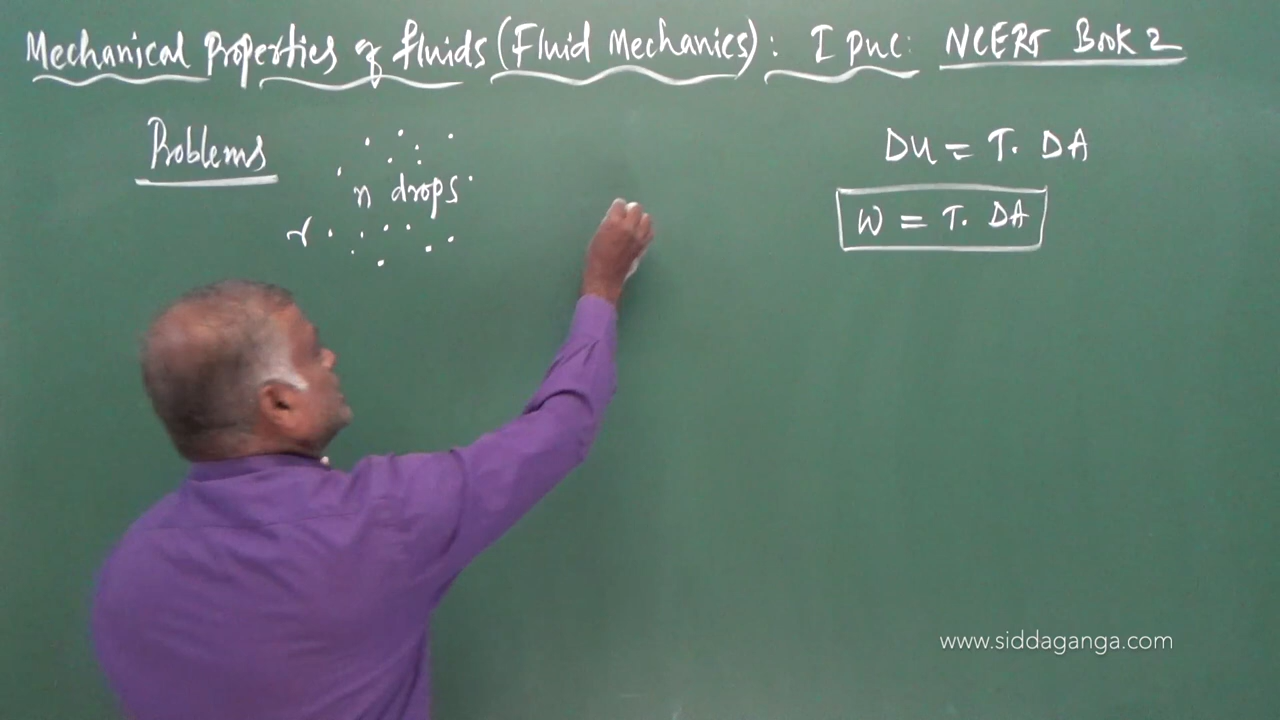 Mechanical Properties of fluids (Fluid Mechanics): I PUC: NCERT Book 2
Problems
n drops
r
DU = T. DA
W = T. DA
www.siddaganga.com